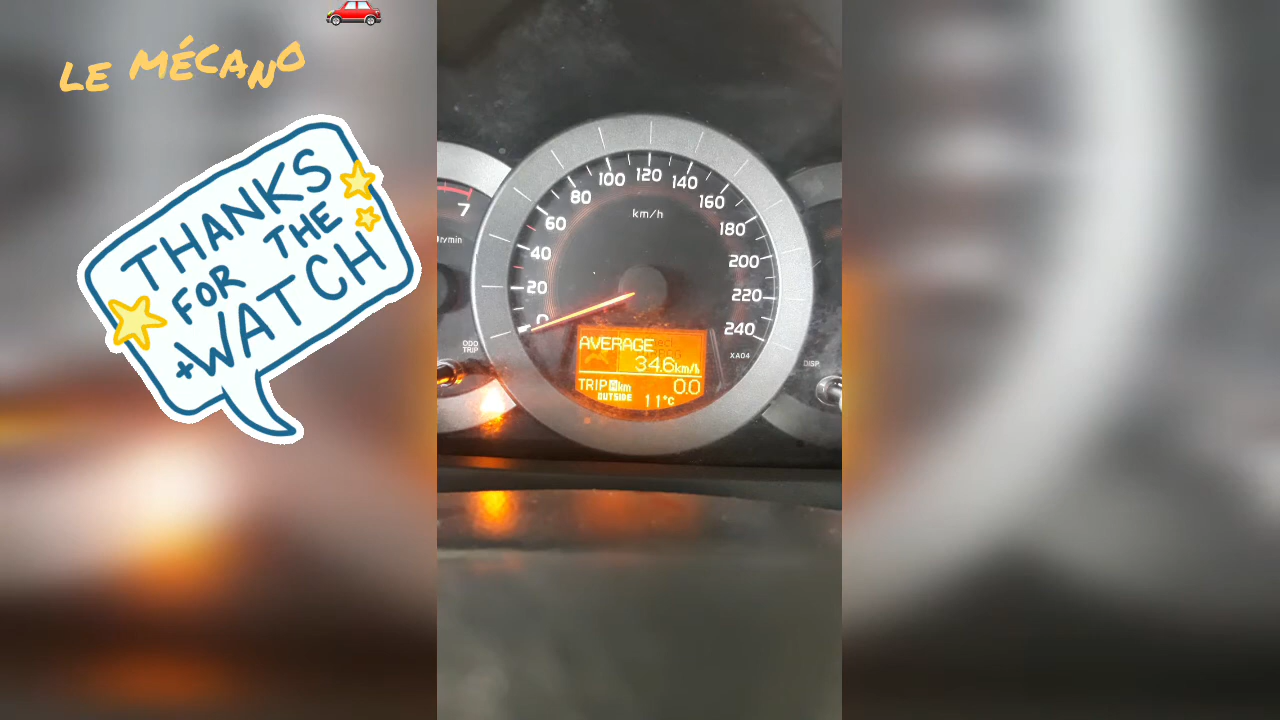 LE MÉCANO
THANKS
FOR THE
WATCH
7
r/min
ODO
TRIP
0
20
40
60
80
100
120
140
160
180
200
220
240
km/h
XA04
DISP
AVERAGE
34.6km/h
TRIP km 0.0
OUTSIDE 11°C